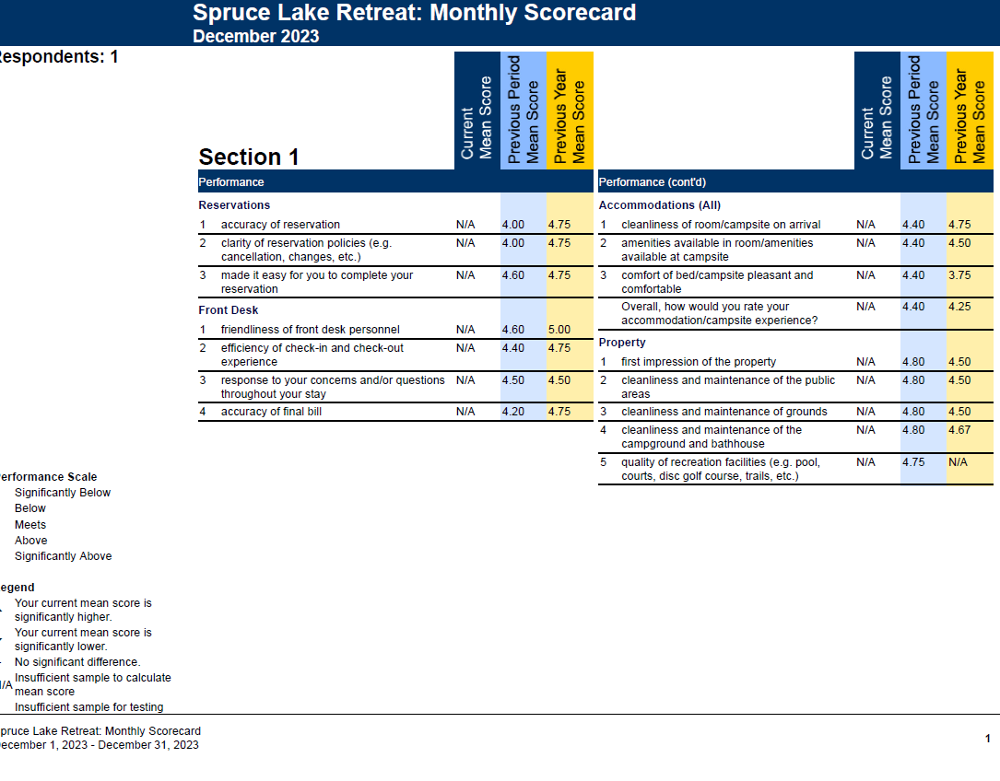 Spruce Lake Retreat: Monthly Scorecard
December 2023
espondents: 1
Section 1
Current Mean Score
Previous Period Mean Score
Previous Year Mean Score
Performance
Reservations
1 accuracy of reservation N/A 4.00 4.75
2 clarity of reservation policies (e.g. N/A 4.00 4.75
cancellation, changes, etc.)
3 made it easy for you to complete your N/A 4.60 4.75
reservation
Front Desk
1 friendliness of front desk personnel N/A 4.60 5.00
2 efficiency of check-in and check-out N/A 4.40 4.75
experience
3 response to your concerns and/or questions N/A 4.50 4.50
throughout your stay
4 accuracy of final bill N/A 4.20 4.75
Current Mean Score
Previous Period Mean Score
Previous Year Mean Score
Performance (cont'd)
Accommodations (All)
1 cleanliness of room/campsite on arrival N/A 4.40 4.75
2 amenities available in room/amenities N/A 4.40 4.50
available at campsite
3 comfort of bed/campsite pleasant and N/A 4.40 3.75
comfortable
Overall, how would you rate your N/A 4.40 4.25
accommodation/campsite experience?
Property
1 first impression of the property N/A 4.80 4.50
2 cleanliness and maintenance of the public N/A 4.80 4.50
areas
3 cleanliness and maintenance of grounds N/A 4.80 4.50
4 cleanliness and maintenance of the N/A 4.80 4.67
campground and bathhouse
5 quality of recreation facilities (e.g. pool, N/A 4.75 N/A
courts, disc golf course, trails, etc.)
erformance Scale
Significantly Below
Below
Meets
Above
Significantly Above
egend
Your current mean score is
significantly higher.
Your current mean score is
significantly lower.
No significant difference.
/A Insufficient sample to calculate
mean score
Insufficient sample for testing
pruce Lake Retreat: Monthly Scorecard
ecember 1, 2023 - December 31, 2023
1